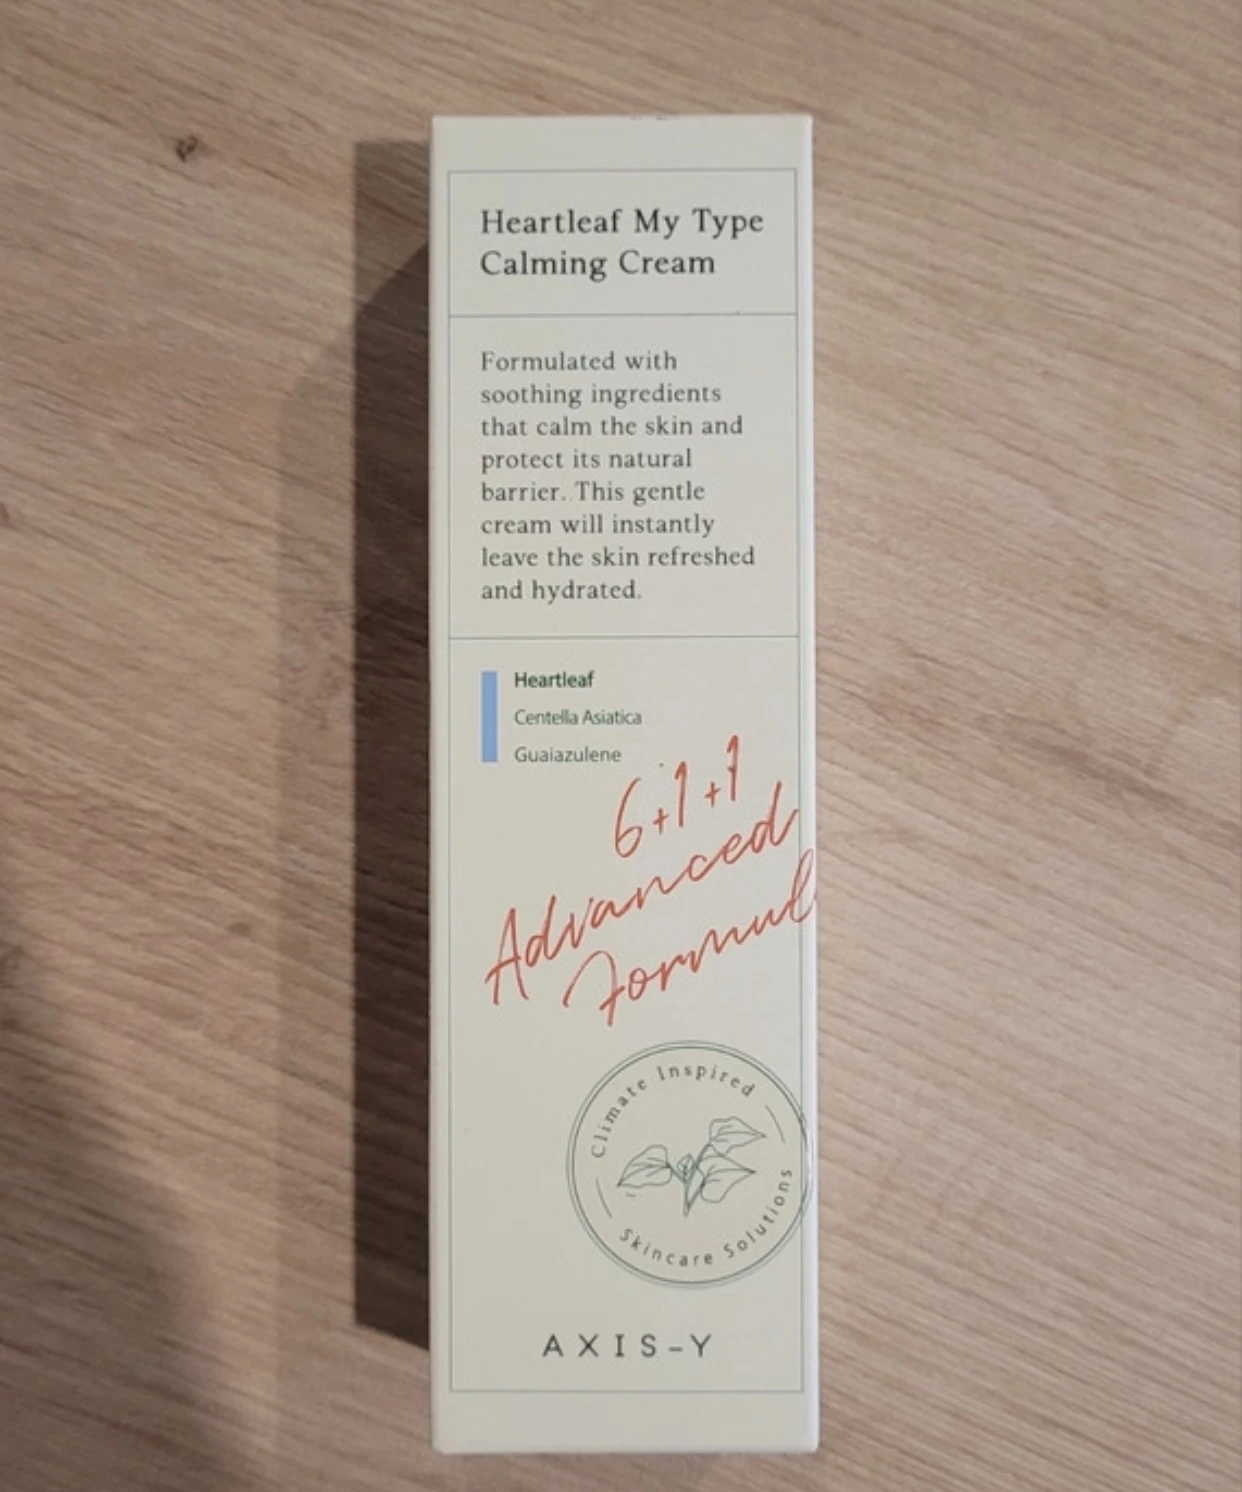 Heartleaf My Type
Calming Cream
Formulated with
soothing ingredients
that calm the skin and
protect its natural
barrier. This gentle
cream will instantly
leave the skin refreshed
and hydrated.
Heartleaf
Centella Asiatica
Guaiazulene
6+1+1
Advanced
Formul
Climate Inspired
Skincare Solutions
AXIS-Y